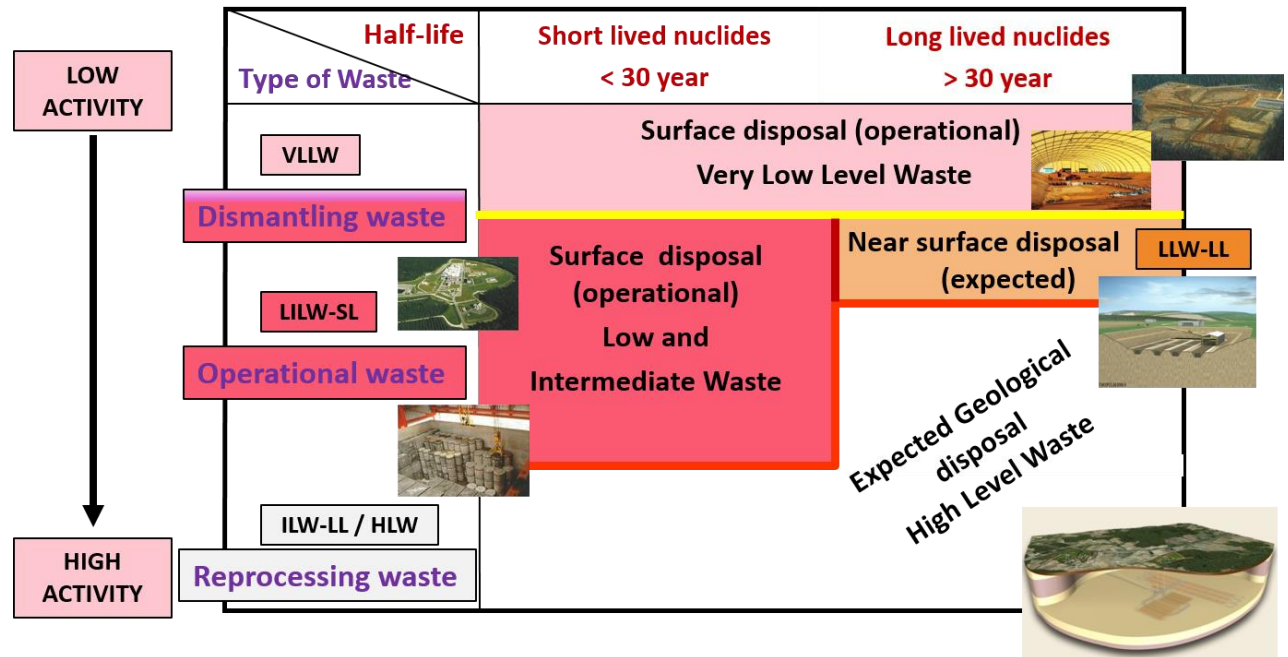 Half-life
Type of Waste
Short lived nuclides
< 30 year
Long lived nuclides
> 30 year
LOW
ACTIVITY
VLLW
Surface disposal (operational)
Very Low Level Waste
Dismantling waste
Surface disposal
(operational)
Low and
Intermediate Waste
Near surface disposal
(expected)
LLW-LL
LILW-SL
Operational waste
Expected Geological
disposal
High Level Waste
ILW-LL / HLW
HIGH
ACTIVITY
Reprocessing waste